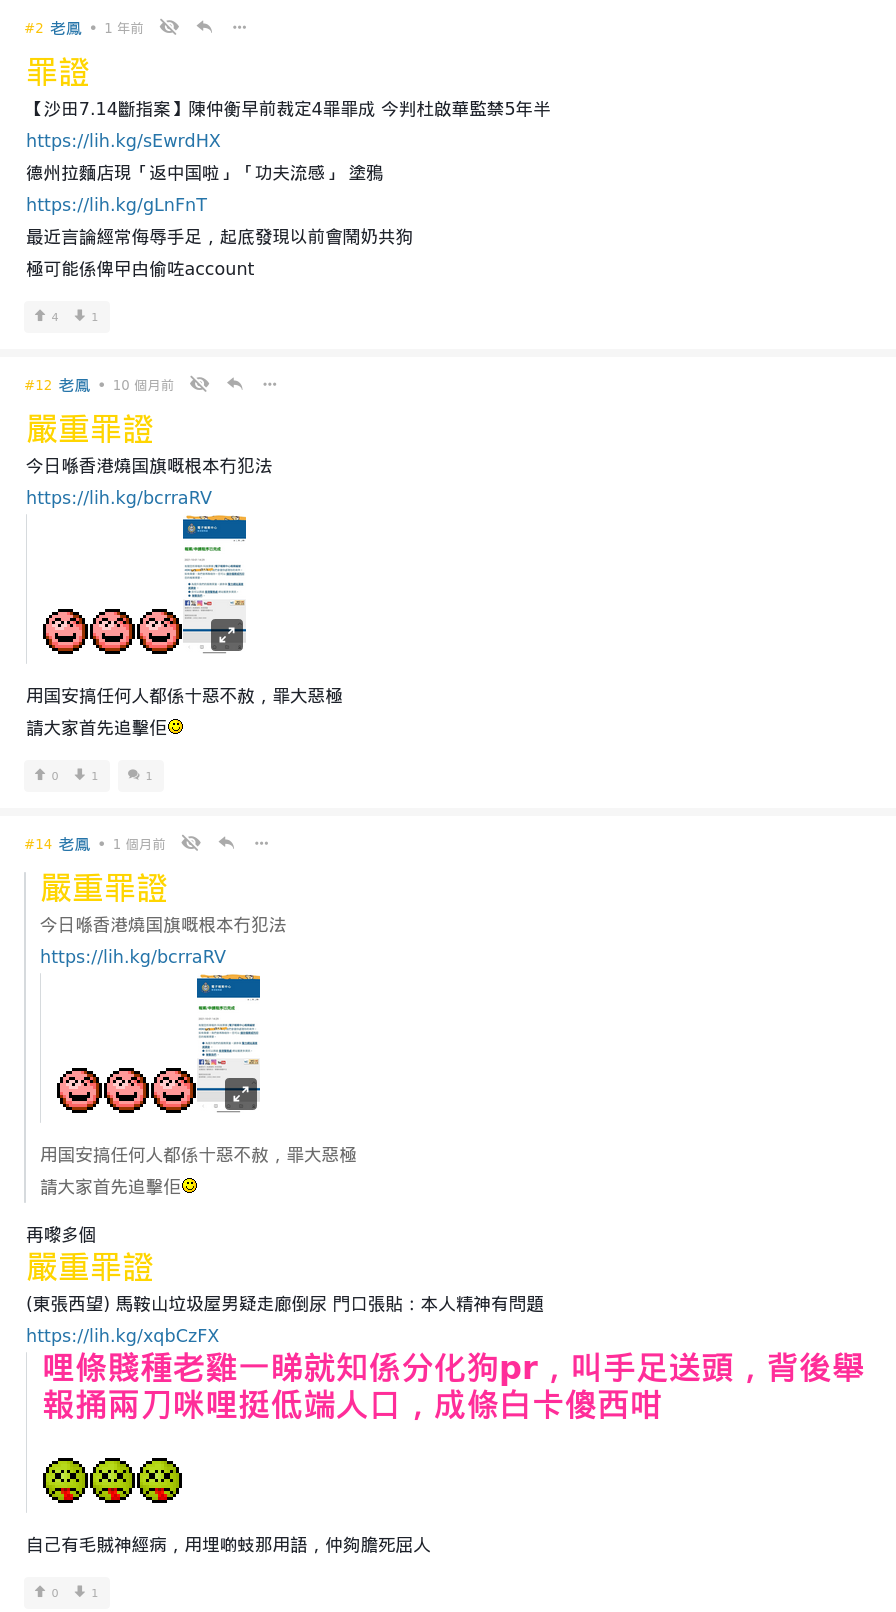 #2 老鳳 • 1 年前
罪證
【沙田7.14斷指案】陳仲衡早前裁定4罪罪成 今判杜啟華監禁5年半
https://lih.kg/sEwrdHX
德州拉麵店現「返中国啦」「功夫流感」 塗鴉
https://lih.kg/gLnFnT
最近言論經常侮辱手足，起底發現以前會鬧奶共狗
極可能係俾曱甴偷咗account
4 1
#12 老鳳 • 10 個月前
嚴重罪證
今日喺香港燒国旗嘅根本冇犯法
https://lih.kg/bcrraRV
用国安搞任何人都係十惡不赦，罪大惡極
請大家首先追擊佢
0 1 1
#14 老鳳 • 1 個月前
嚴重罪證
今日喺香港燒国旗嘅根本冇犯法
https://lih.kg/bcrraRV
用国安搞任何人都係十惡不赦，罪大惡極
請大家首先追擊佢
再嚟多個
嚴重罪證
(東張西望) 馬鞍山垃圾屋男疑走廊倒尿 門口張貼：本人精神有問題
https://lih.kg/xqbCzFX
哩條賤種老雞一睇就知係分化狗pr，叫手足送頭，背後舉
報捅兩刀咪哩挺低端人口，成條白卡傻西咁
自己有毛賊神經病，用埋啲蚊那用語，仲夠膽死屈人
0 1